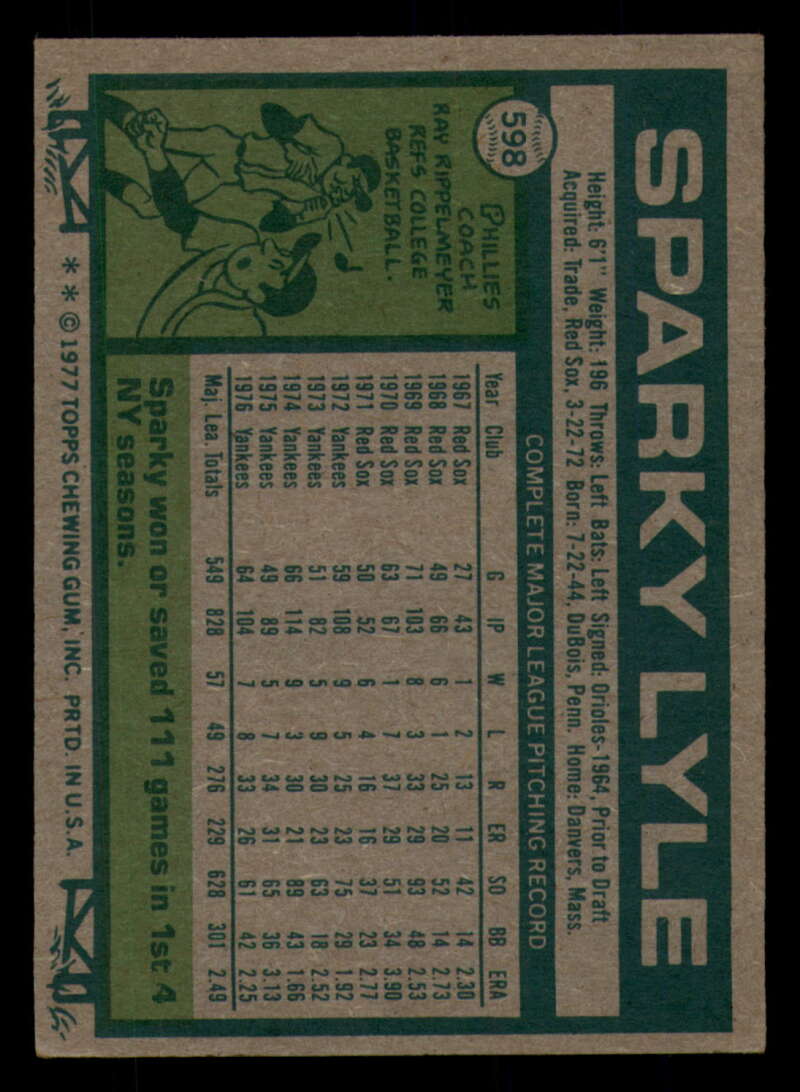 SPARKY LYLE
598
Height: 6'1" Weight: 196 Throws: Left Bats: Left Signed: Orioles-1964, Prior to Draft
Acquired: Trade, Red Sox, 3-22-72 Born: 7-22-44, DuBois, Penn. Home: Danvers, Mass.
COMPLETE MAJOR LEAGUE PITCHING RECORD
Year Club G IP W L R ER SO BB ERA
1967 Red Sox 27 43 1 2 13 11 42 14 2.30
1968 Red Sox 49 66 6 1 25 20 52 14 2.73
1969 Red Sox 71 103 8 3 33 29 93 48 2.53
1970 Red Sox 63 67 1 7 37 29 51 34 3.90
1971 Red Sox 50 52 6 4 16 16 37 23 2.77
1972 Yankees 59 108 9 5 25 23 75 29 1.92
1973 Yankees 51 82 5 9 30 23 63 18 2.52
1974 Yankees 66 114 9 3 30 21 89 43 1.66
1975 Yankees 49 89 5 7 34 31 65 36 3.13
1976 Yankees 64 104 7 8 33 26 61 42 2.25
Maj. Lea. Totals 549 828 57 49 276 229 628 301 2.49
PHILLIES
COACH
RAY RIPPELMEYER
REFS COLLEGE
BASKETBALL.
Sparky won or saved 111 games in 1st 4
NY seasons.
* * © 1977 TOPPS CHEWING GUM, INC. PRTD. IN U.S.A.